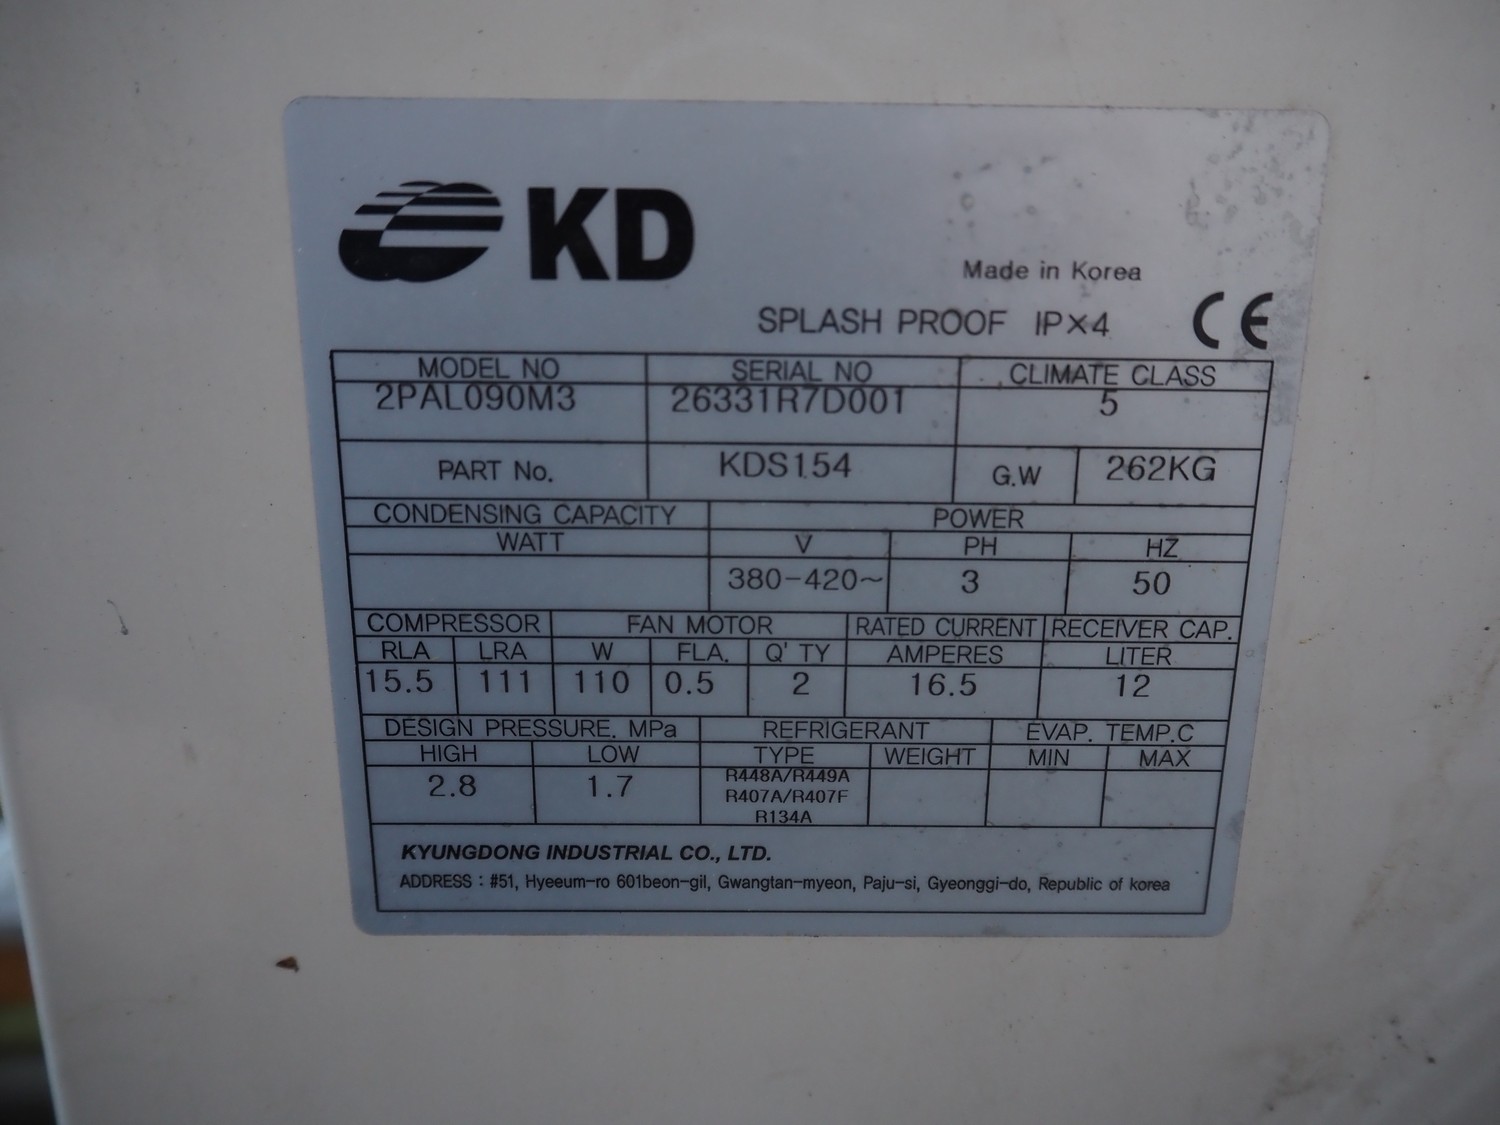 KD
Made in Korea
SPLASH PROOF IP×4 CE
MODEL NO SERIAL NO CLIMATE CLASS
2PAL090M3 26331R7D001 5
PART No. KDS154 G.W 262KG
CONDENSING CAPACITY POWER
WATT V PH HZ
380-420~ 3 50
COMPRESSOR FAN MOTOR RATED CURRENT RECEIVER CAP.
RLA LRA W FLA. Q' TY AMPERES LITER
15.5 111 110 0.5 2 16.5 12
DESIGN PRESSURE. MPa REFRIGERANT EVAP. TEMP.C
HIGH LOW TYPE WEIGHT MIN MAX
2.8 1.7 R448A/R449A
R407A/R407F
R134A
KYUNGDONG INDUSTRIAL CO., LTD.
ADDRESS : #51, Hyeeum-ro 601beon-gil, Gwangtan-myeon, Paju-si, Gyeonggi-do, Republic of korea